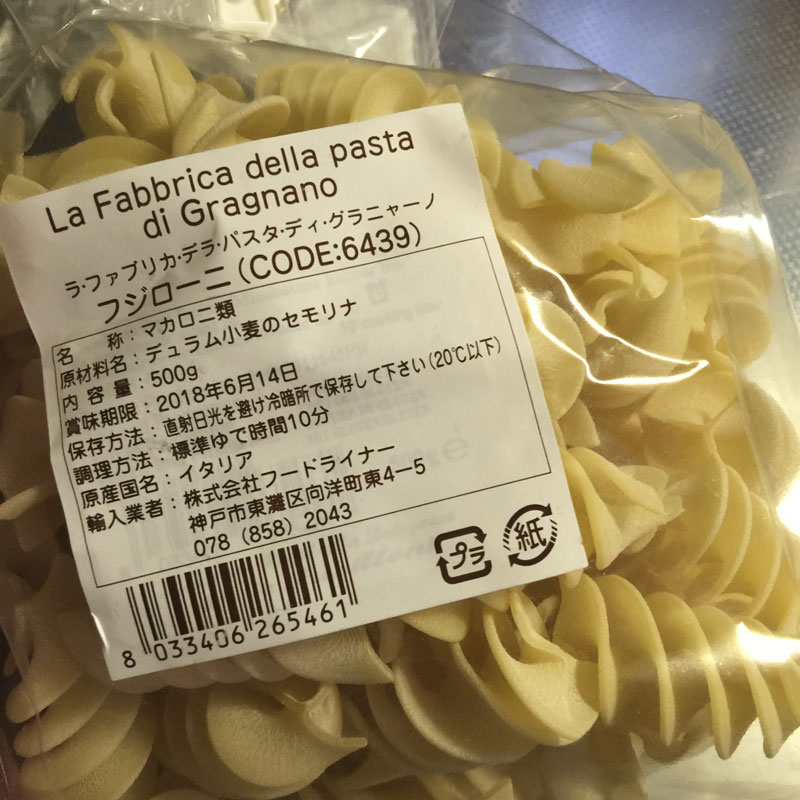 La Fabbrica della pasta
di Gragnano
ラ・ファブリカ・デラ・パスタ・ディ・グラニャーノ
フジローニ(CODE:6439)
名称:マカロニ類
原材料名:デュラム小麦のセモリナ
内容量:500g
賞味期限:2018年6月14日
保存方法:直射日光を避け冷暗所で保存して下さい(20℃以下)
調理方法:標準ゆで時間10分
原産国名:イタリア
輸入業者:株式会社フードライナー
神戸市東灘区向洋町東4-5
078(858)2043
プラ 紙
8 033406 265461